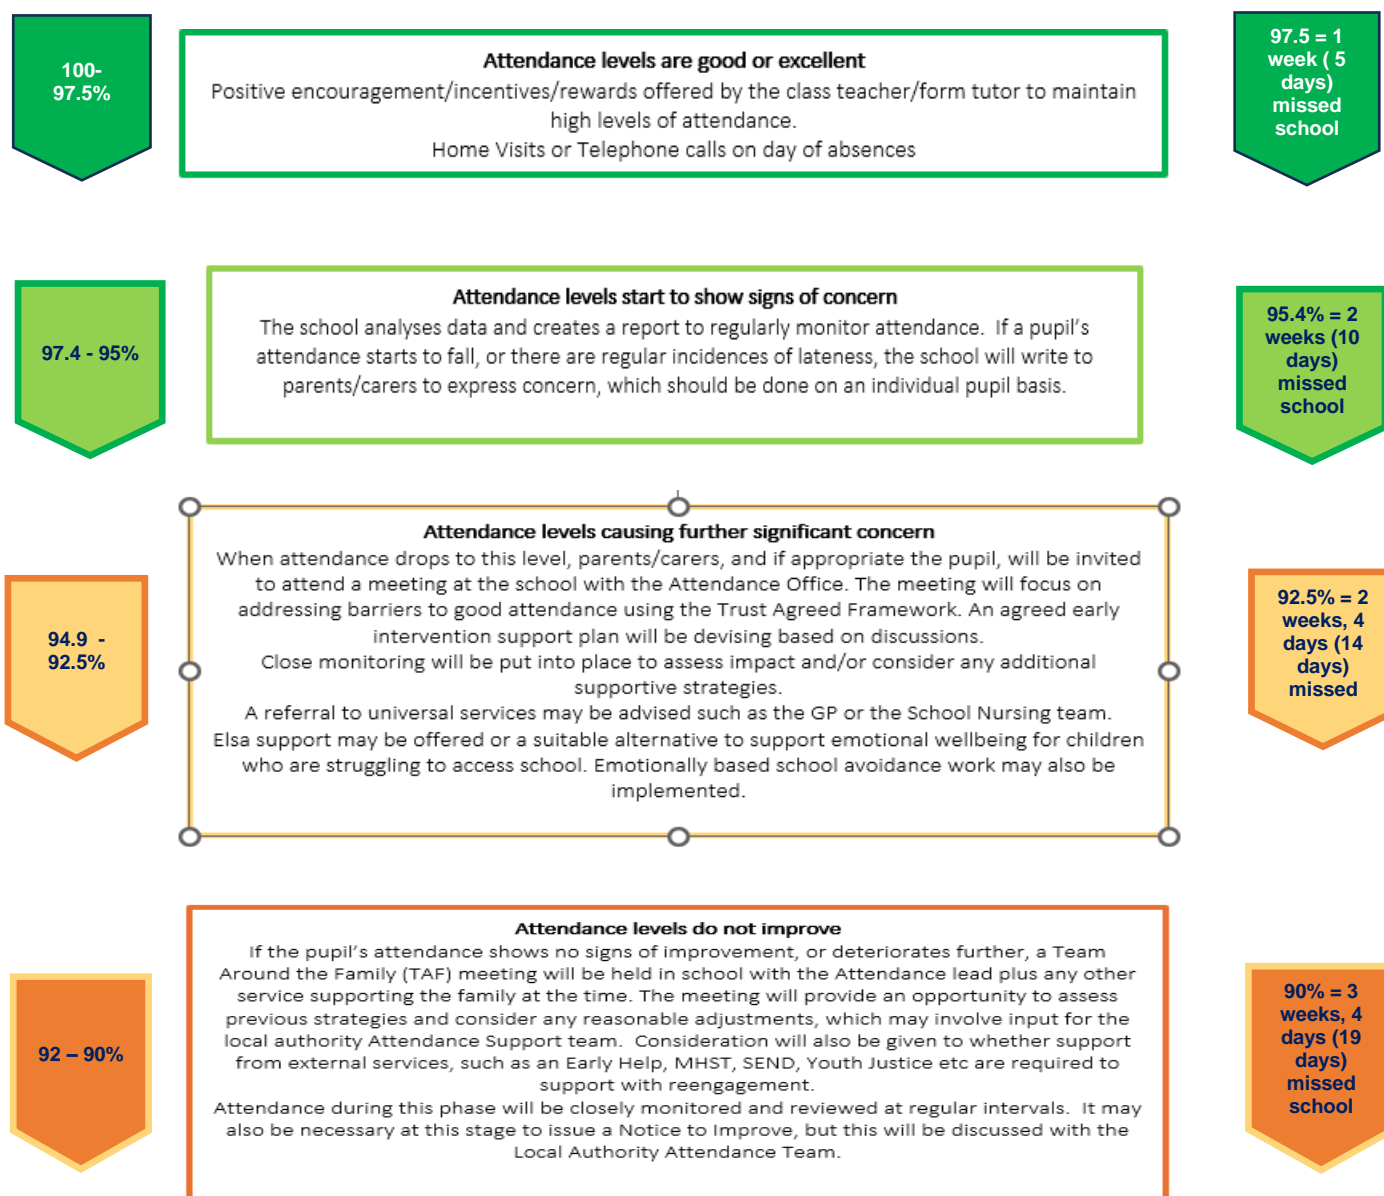 100-
97.5%
Attendance levels are good or excellent
Positive encouragement/incentives/rewards offered by the class teacher/form tutor to maintain
high levels of attendance.
Home Visits or Telephone calls on day of absences
97.5 = 1
week ( 5
days)
missed
school
97.4 - 95%
Attendance levels start to show signs of concern
The school analyses data and creates a report to regularly monitor attendance.  If a pupil's
attendance starts to fall, or there are regular incidences of lateness, the school will write to
parents/carers to express concern, which should be done on an individual pupil basis.
95.4% = 2
weeks (10
days)
missed
school
94.9  -
92.5%
Attendance levels causing further significant concern
When attendance drops to this level, parents/carers, and if appropriate the pupil, will be invited
to attend a meeting at the school with the Attendance Office. The meeting will focus on
addressing barriers to good attendance using the Trust Agreed Framework. An agreed early
intervention support plan will be devising based on discussions.
Close monitoring will be put into place to assess impact and/or consider any additional
supportive strategies.
A referral to universal services may be advised such as the GP or the School Nursing team.
Elsa support may be offered or a suitable alternative to support emotional wellbeing for children
who are struggling to access school. Emotionally based school avoidance work may also be
implemented.
92.5% = 2
weeks, 4
days (14
days)
missed
92 – 90%
Attendance levels do not improve
If the pupil's attendance shows no signs of improvement, or deteriorates further, a Team
Around the Family (TAF) meeting will be held in school with the Attendance lead plus any other
service supporting the family at the time. The meeting will provide an opportunity to assess
previous strategies and consider any reasonable adjustments, which may involve input for the
local authority Attendance Support team.  Consideration will also be given to whether support
from external services, such as an Early Help, MHST, SEND, Youth Justice etc are required to
support with reengagement.
Attendance during this phase will be closely monitored and reviewed at regular intervals.  It may
also be necessary at this stage to issue a Notice to Improve, but this will be discussed with the
Local Authority Attendance Team.
90% = 3
weeks, 4
days (19
days)
missed
school